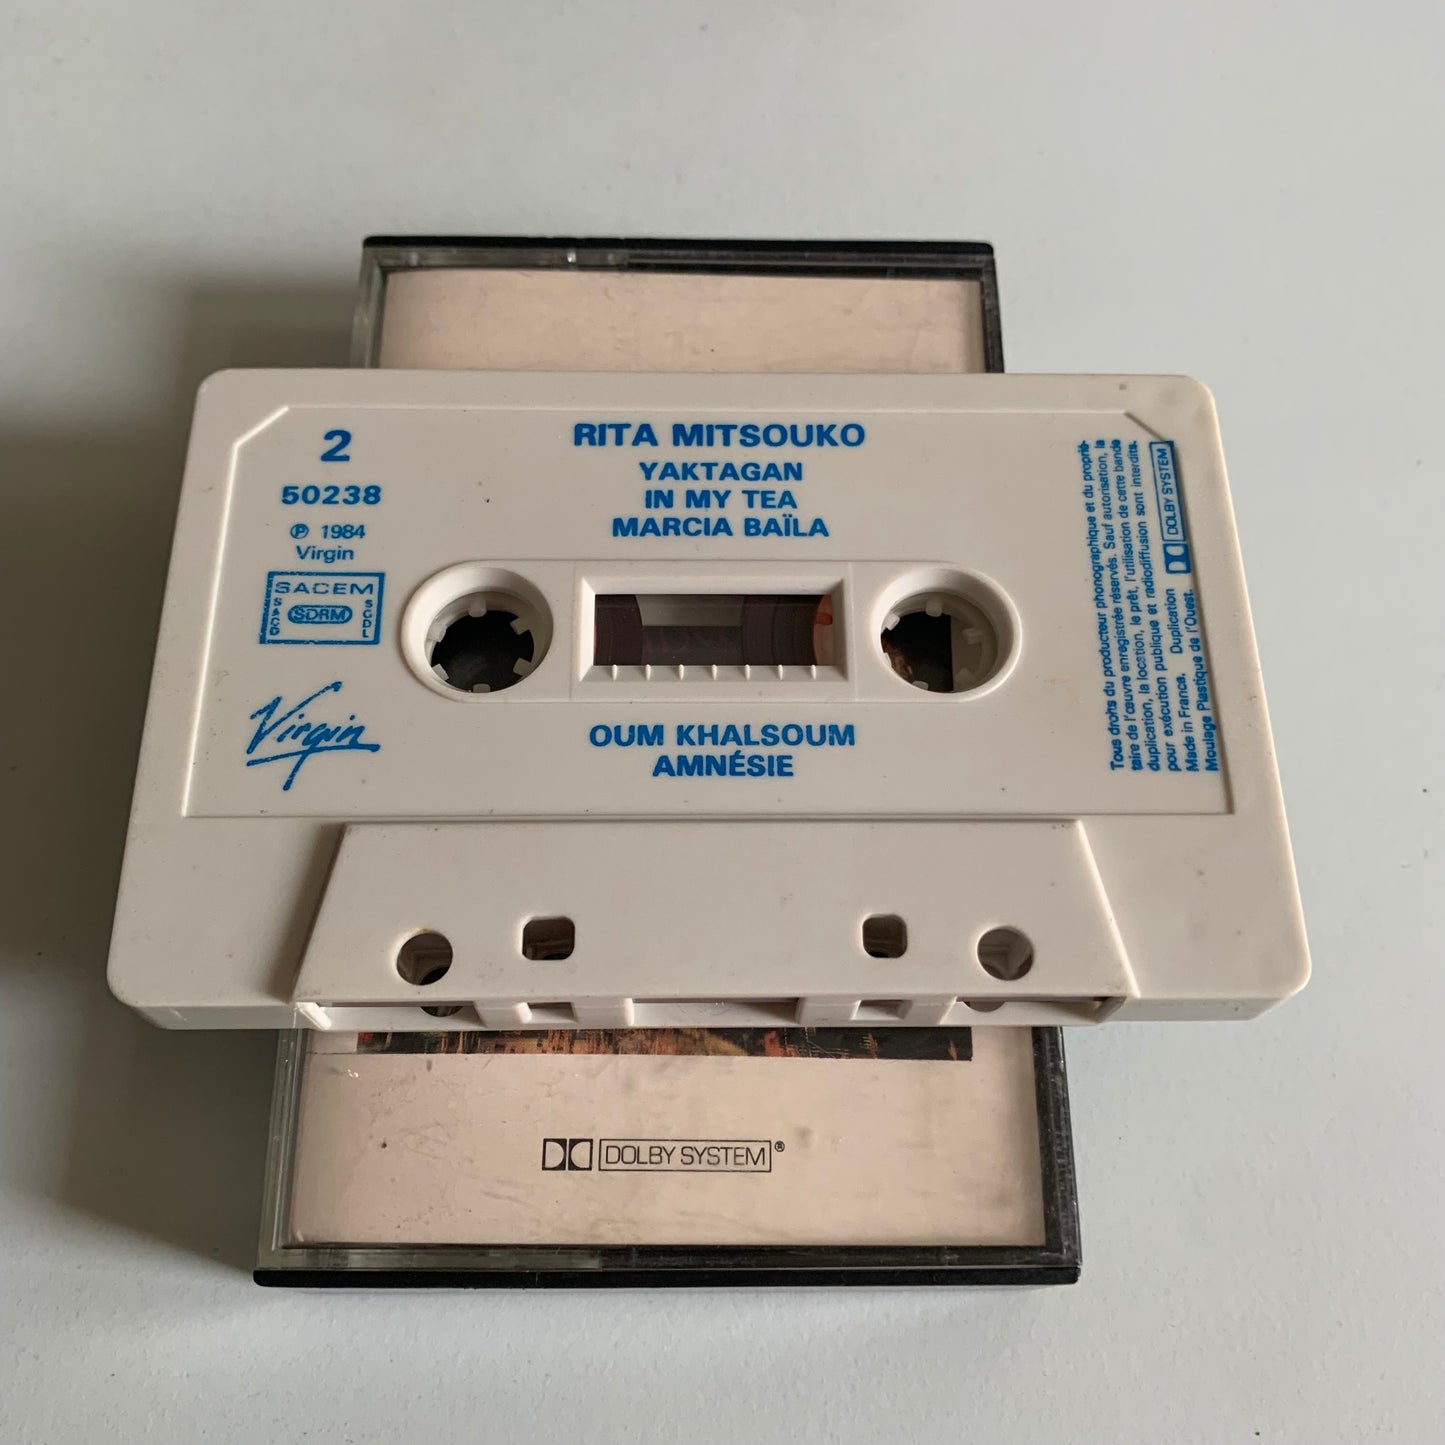 2
50238
℗ 1984
Virgin
SACEM
SACD
SDRM
SGDL
Virgin
RITA MITSOUKO
YAKTAGAN
IN MY TEA
MARCIA BAÏLA
OUM KHALSOUM
AMNÉSIE
Tous droits du producteur phonographique et du proprié-
taire de l'œuvre enregistrée réservés. Sauf autorisation, la
duplication, la location, le prêt, l'utilisation de cette bande
pour exécution publique et radiodiffusion sont interdits.
Made in France. Duplication DOLBY SYSTEM
Moulage Plastique de l'Ouest.
DOLBY SYSTEM®